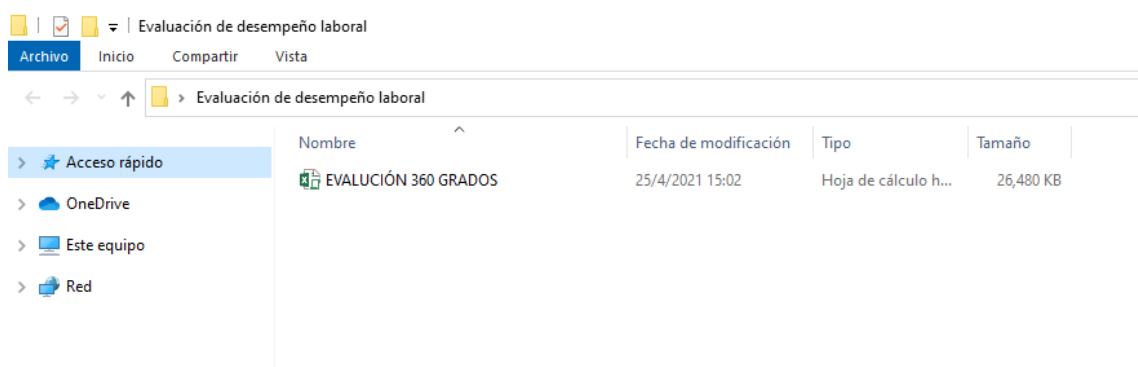 Evaluación de desempeño laboral
Archivo Inicio Compartir Vista
Evaluación de desempeño laboral
Nombre Fecha de modificación Tipo Tamaño
Acceso rápido
EVALUCIÓN 360 GRADOS 25/4/2021 15:02 Hoja de cálculo h... 26,480 KB
OneDrive
Este equipo
Red